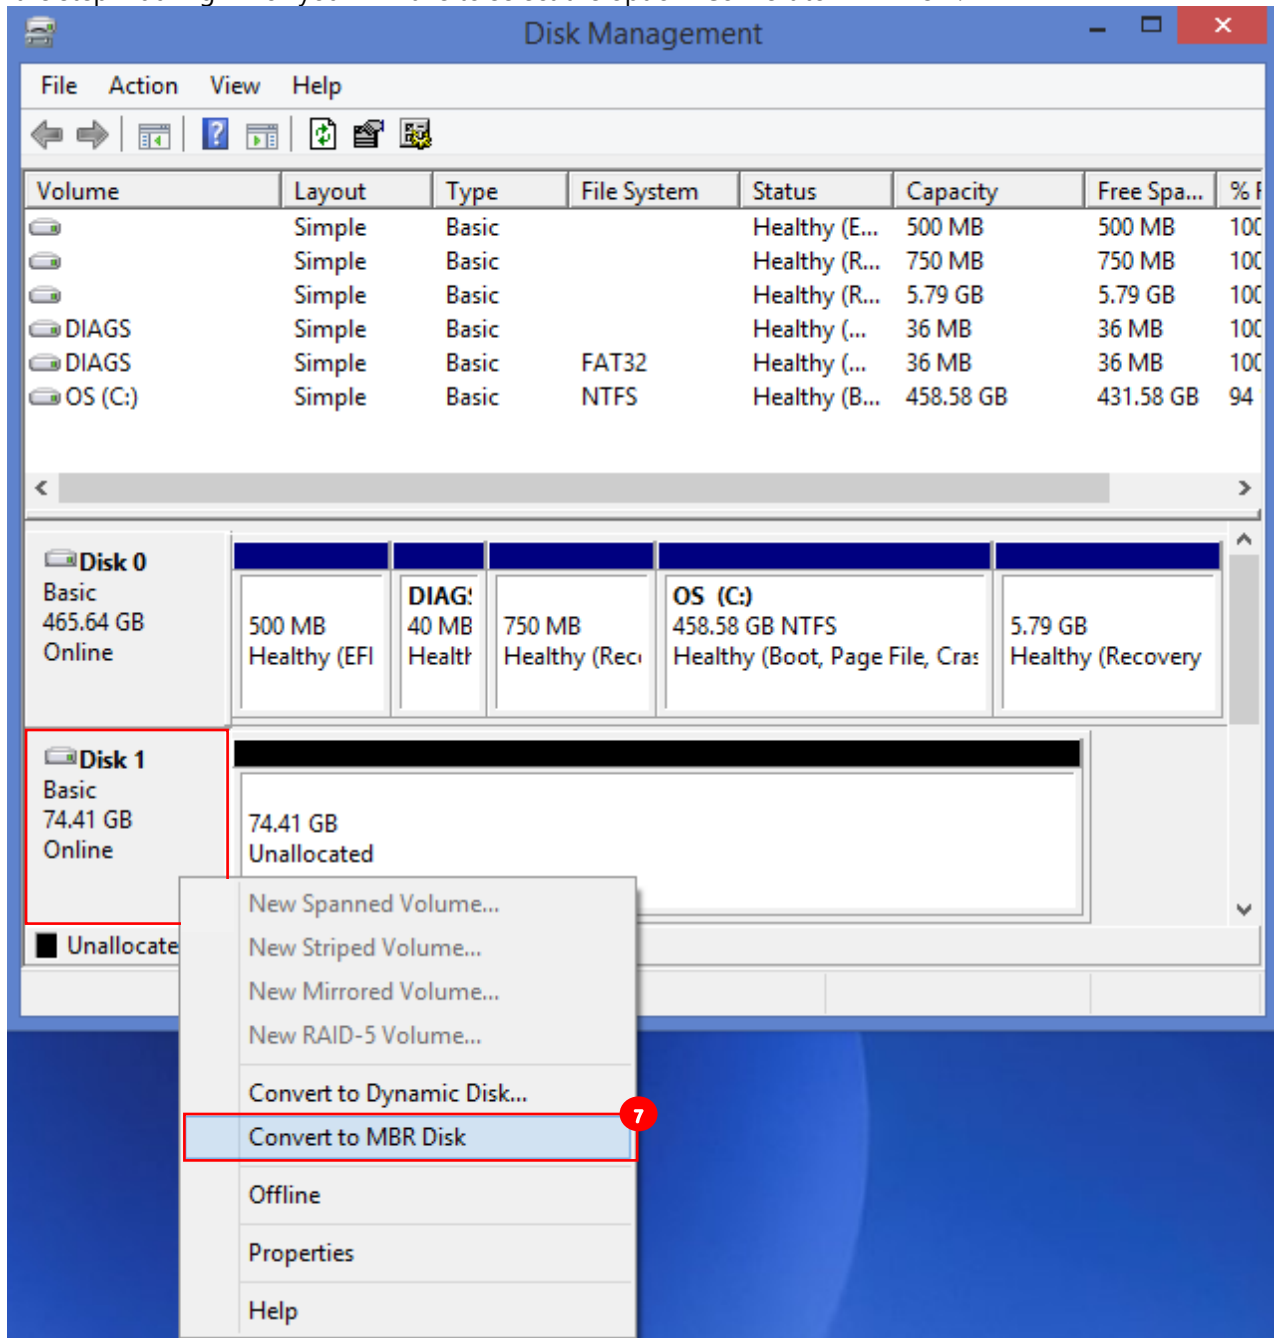 Disk Management
File Action View Help
Volume Layout Type File System Status Capacity Free Spa... %
Simple Basic Healthy (E... 500 MB 500 MB 100
Simple Basic Healthy (R... 750 MB 750 MB 100
Simple Basic Healthy (R... 5.79 GB 5.79 GB 100
DIAGS Simple Basic Healthy (... 36 MB 36 MB 100
DIAGS Simple Basic FAT32 Healthy (... 36 MB 36 MB 100
OS (C:) Simple Basic NTFS Healthy (B... 458.58 GB 431.58 GB 94
Disk 0
Basic
465.64 GB
Online
500 MB
Healthy (EFI
DIAG
40 MB
Healt
750 MB
Healthy (Rec
OS (C:)
458.58 GB NTFS
Healthy (Boot, Page File, Cras
5.79 GB
Healthy (Recovery
Disk 1
Basic
74.41 GB
Online
74.41 GB
Unallocated
Unallocate
New Spanned Volume...
New Striped Volume...
New Mirrored Volume...
New RAID-5 Volume...
Convert to Dynamic Disk...
Convert to MBR Disk
7
Offline
Properties
Help